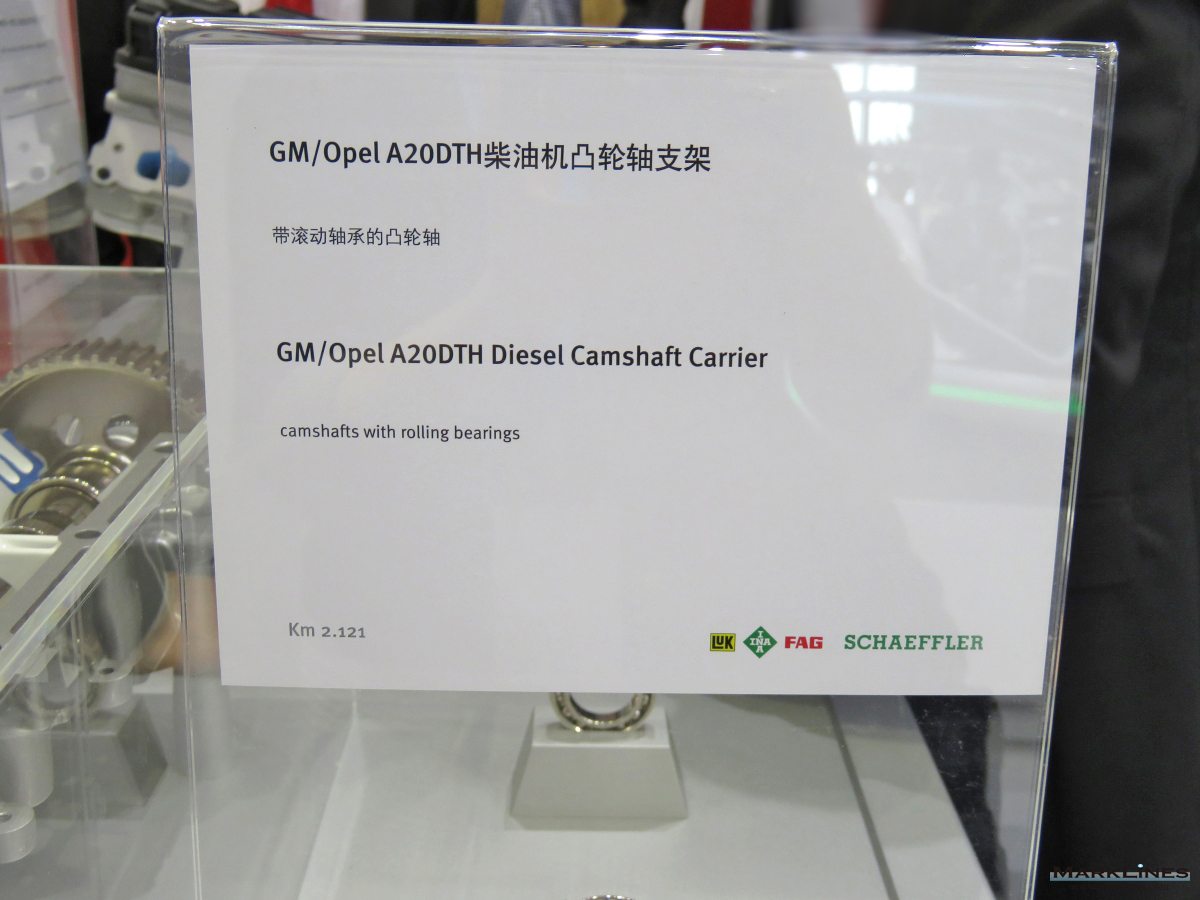 GM/Opel A20DTH柴油机凸轮轴支架
带滚动轴承的凸轮轴
GM/Opel A20DTH Diesel Camshaft Carrier
camshafts with rolling bearings
Km 2.121
LUK INA FAG SCHAEFFLER
MARKLINES